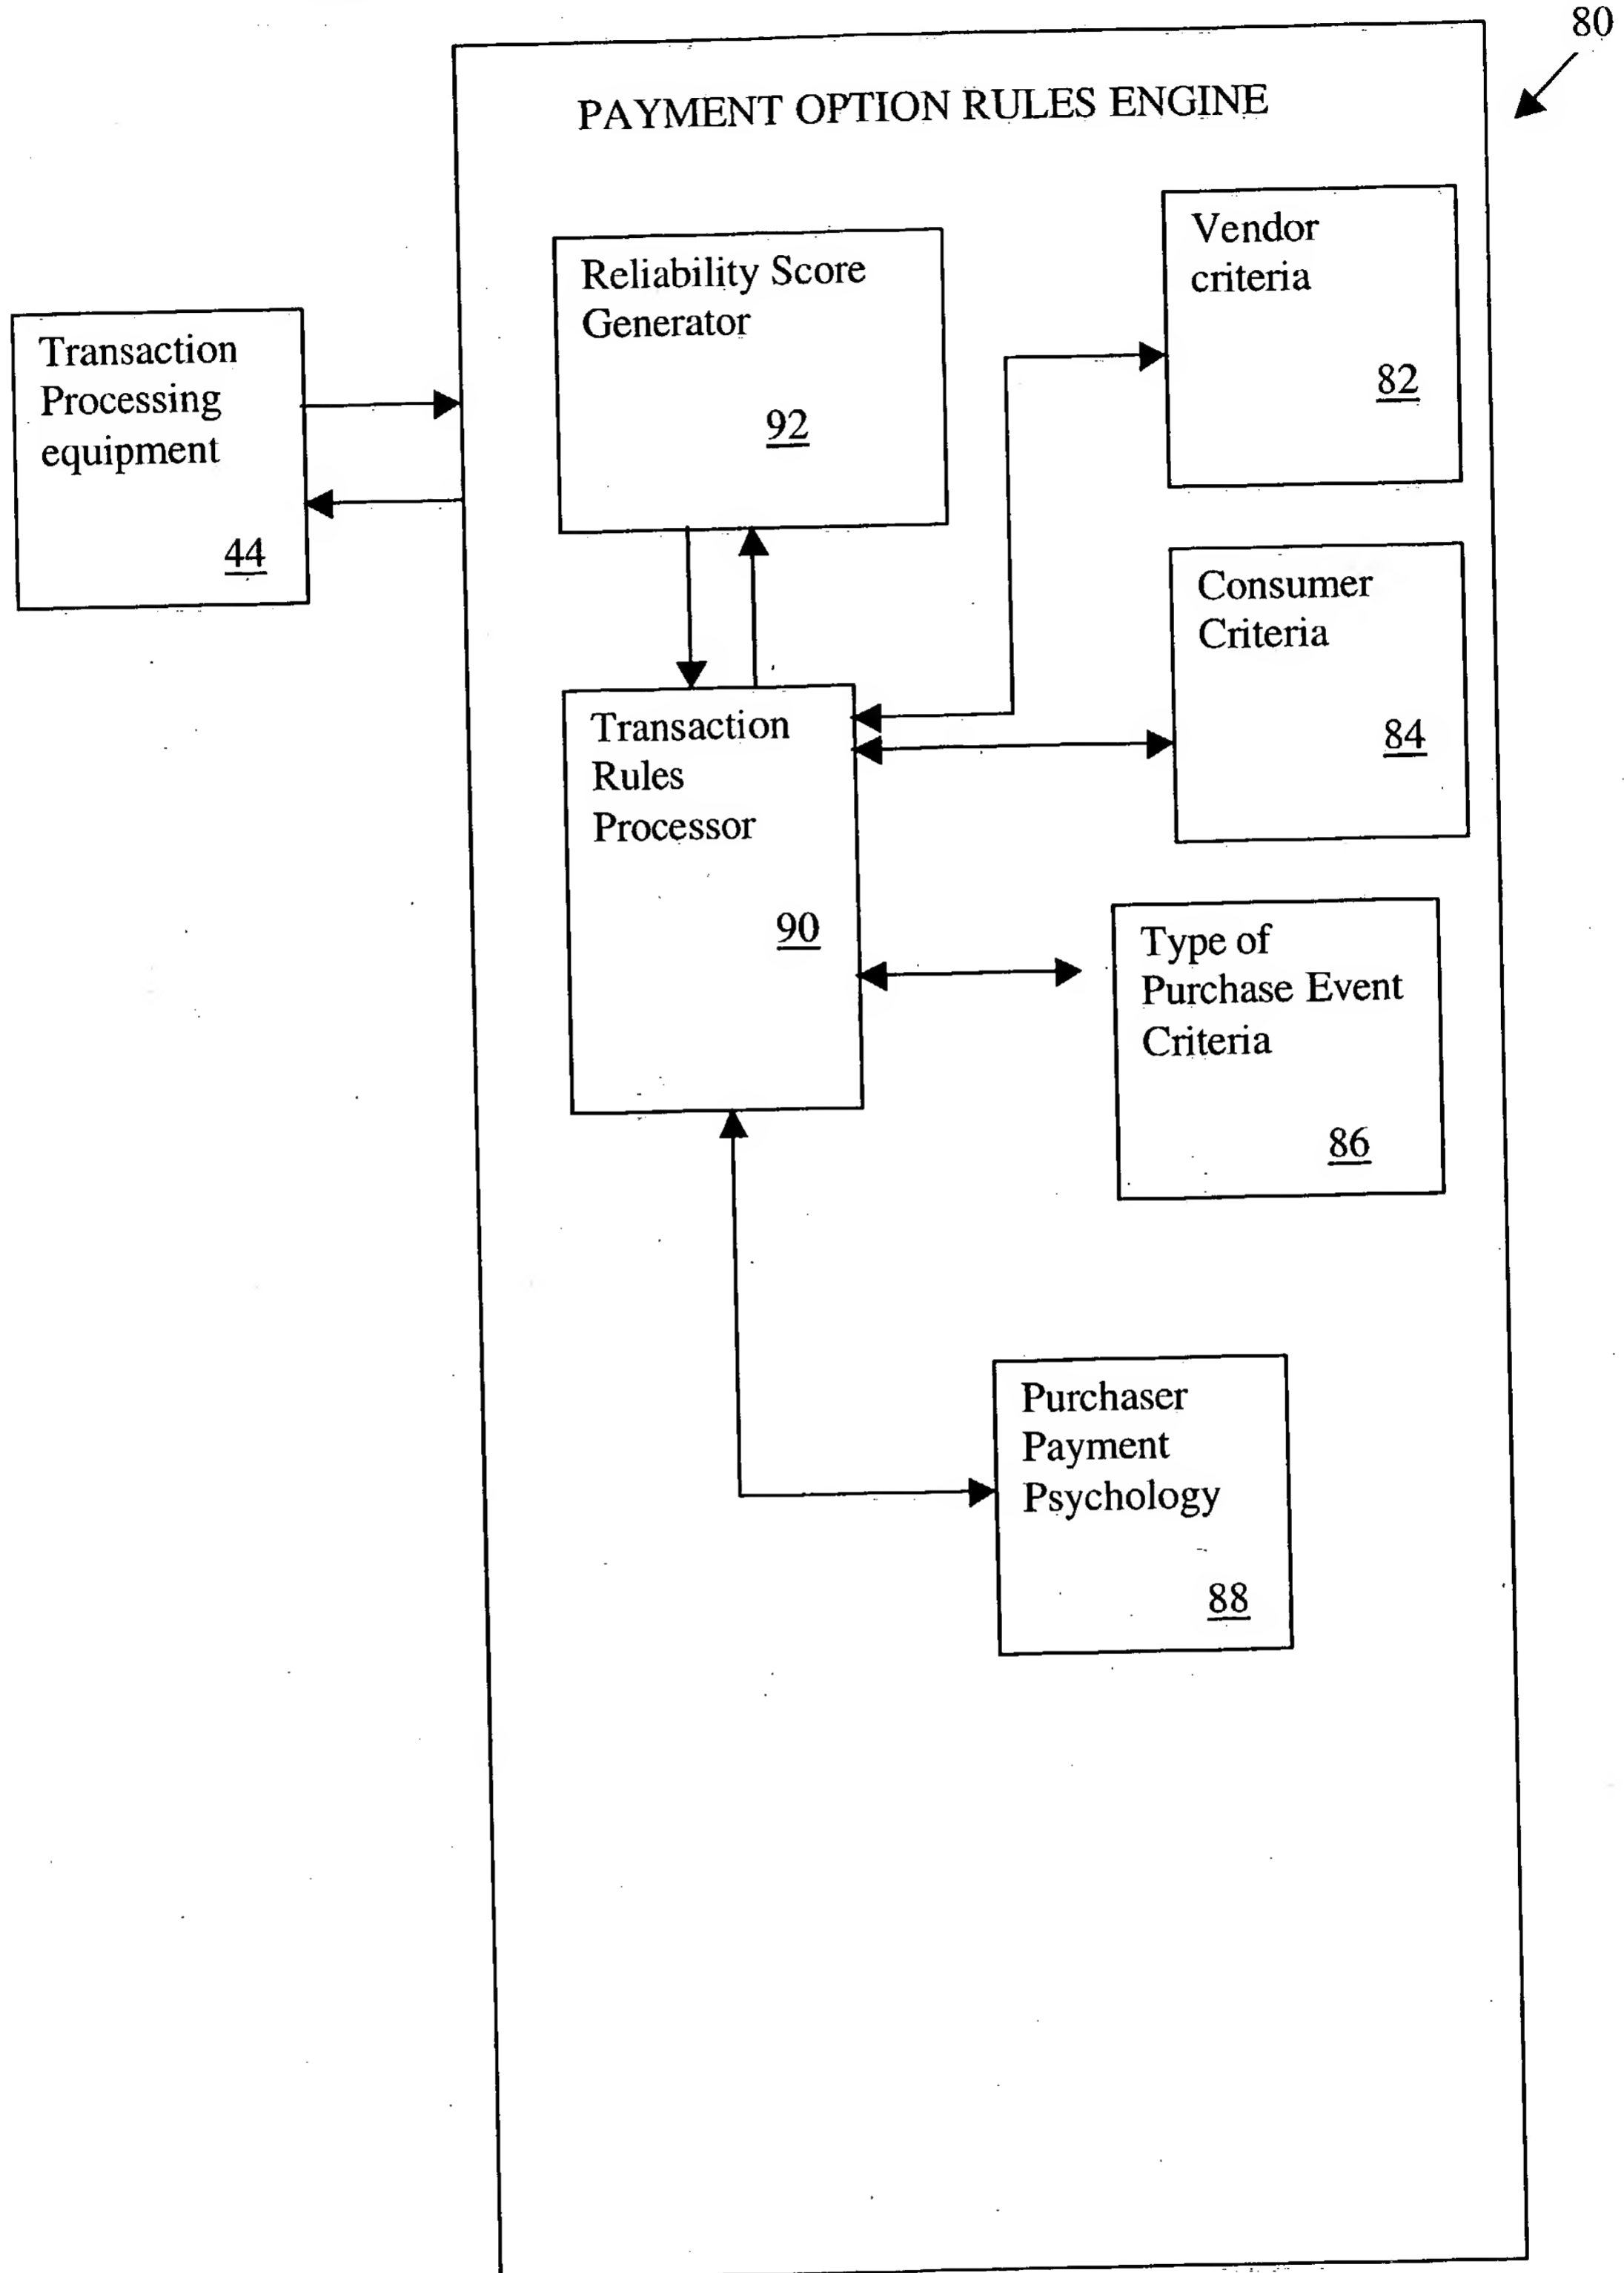 80
PAYMENT OPTION RULES ENGINE
Vendor
criteria
82
Reliability Score
Generator
92
Transaction
Processing
equipment
44
Consumer
Criteria
84
Transaction
Rules
Processor
90
Type of
Purchase Event
Criteria
86
Purchaser
Payment
Psychology
88